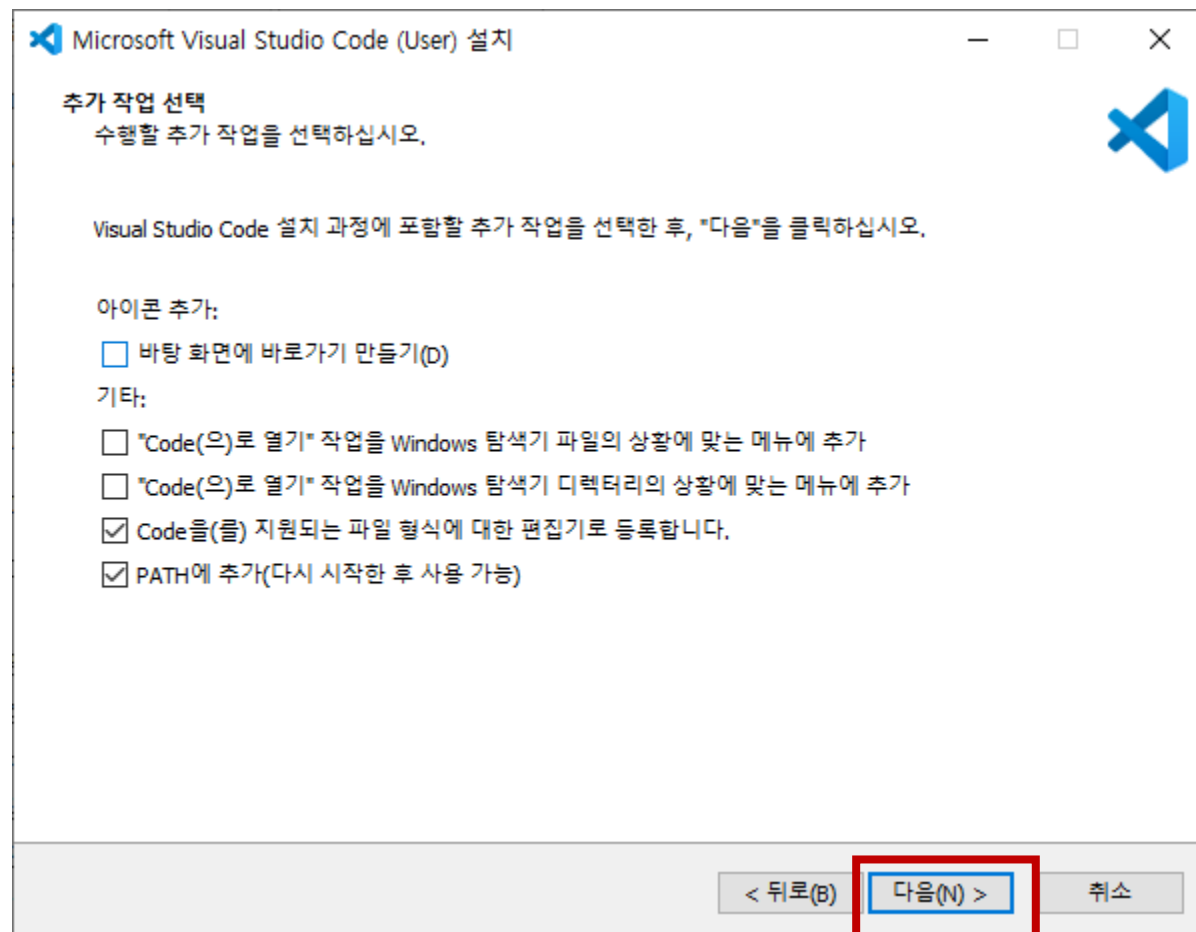 Microsoft Visual Studio Code (User) 설치
추가 작업 선택
수행할 추가 작업을 선택하십시오.
Visual Studio Code 설치 과정에 포함할 추가 작업을 선택한 후, "다음"을 클릭하십시오.
아이콘 추가:
바탕 화면에 바로가기 만들기(D)
기타:
"Code(으)로 열기" 작업을 Windows 탐색기 파일의 상황에 맞는 메뉴에 추가
"Code(으)로 열기" 작업을 Windows 탐색기 디렉터리의 상황에 맞는 메뉴에 추가
Code을(를) 지원되는 파일 형식에 대한 편집기로 등록합니다.
PATH에 추가(다시 시작한 후 사용 가능)
< 뒤로(B) 다음(N) > 취소